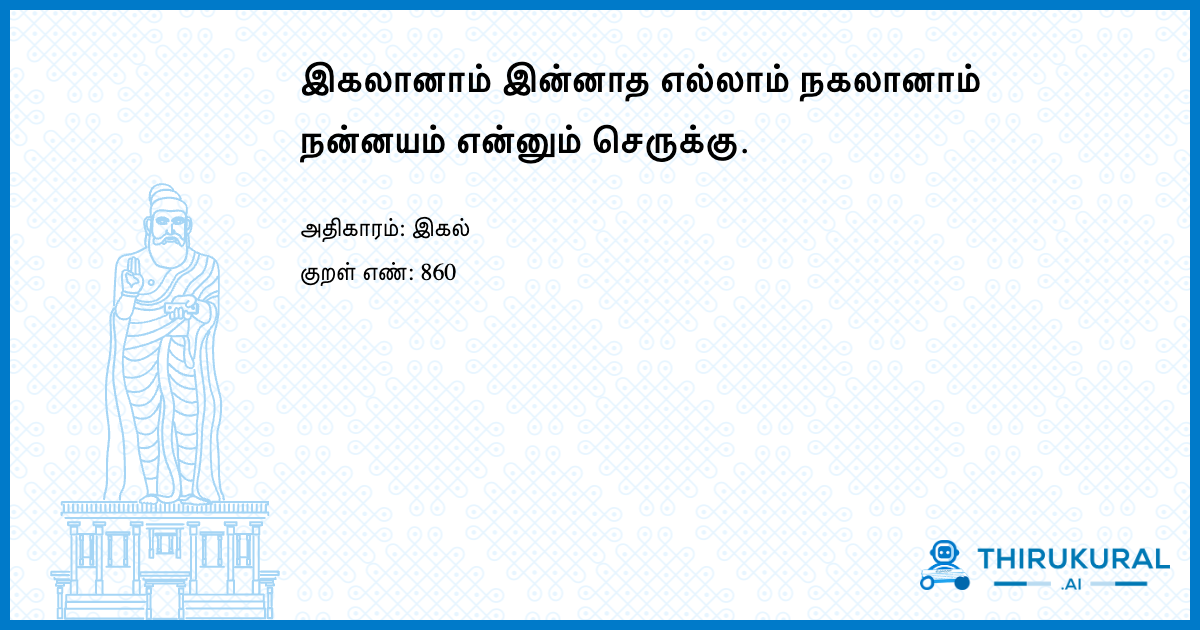 இகலானாம் இன்னாத எல்லாம் நகலானாம்
நன்னயம் என்னும் செருக்கு.
அதிகாரம்: இகல்
குறள் எண்: 860
THIRUKURAL
.AI